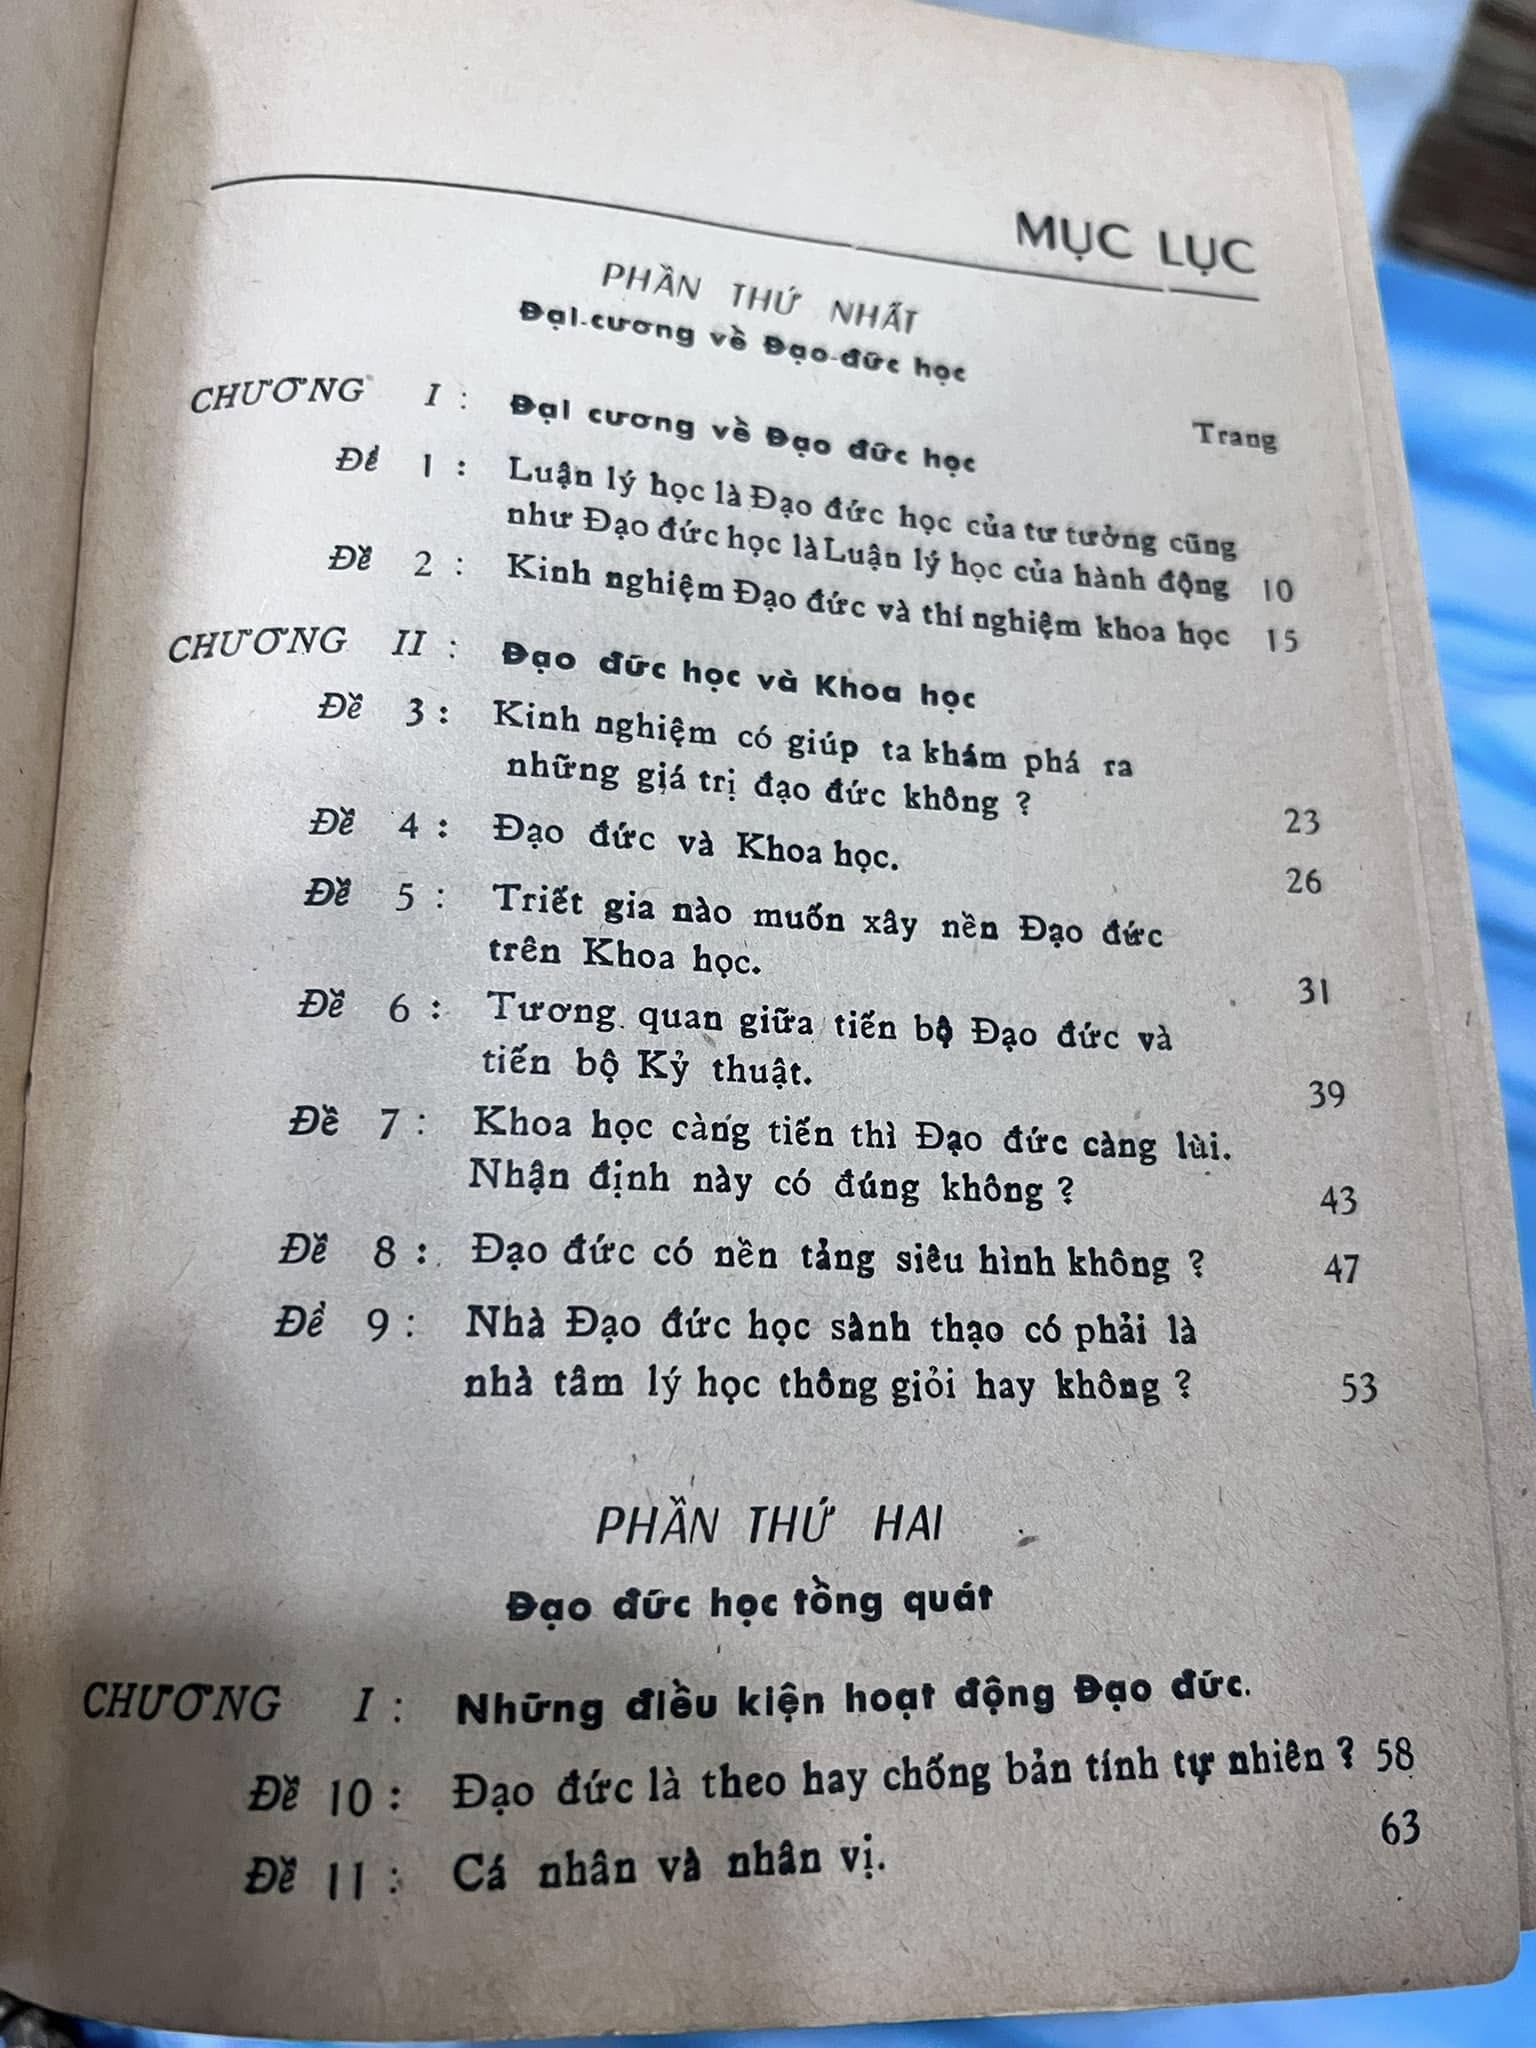 MỤC LỤC
PHẦN THỨ NHẤT
Đại-cương về Đạo-đức học
CHƯƠNG I : Đại cương về Đạo đức học Trang
Đề 1 : Luận lý học là Đạo đức học của tư tưởng cũng
như Đạo đức học là Luận lý học của hành động 10
Đề 2 : Kinh nghiệm Đạo đức và thí nghiệm khoa học 15
CHƯƠNG II : Đạo đức học và Khoa học
Đề 3 : Kinh nghiệm có giúp ta khám phá ra
những giá trị đạo đức không ? 23
Đề 4 : Đạo đức và Khoa học. 26
Đề 5 : Triết gia nào muốn xây nền Đạo đức
trên Khoa học. 31
Đề 6 : Tương quan giữa tiến bộ Đạo đức và
tiến bộ Kỷ thuật. 39
Đề 7 : Khoa học càng tiến thì Đạo đức càng lùi.
Nhận định này có đúng không ? 43
Đề 8 : Đạo đức có nền tảng siêu hình không ? 47
Đề 9 : Nhà Đạo đức học sành thạo có phải là
nhà tâm lý học thông giỏi hay không ? 53
PHẦN THỨ HAI
Đạo đức học tổng quát
CHƯƠNG I : Những điều kiện hoạt động Đạo đức.
Đề 10 : Đạo đức là theo hay chống bản tính tự nhiên ? 58
Đề 11 : Cá nhân và nhân vị. 63